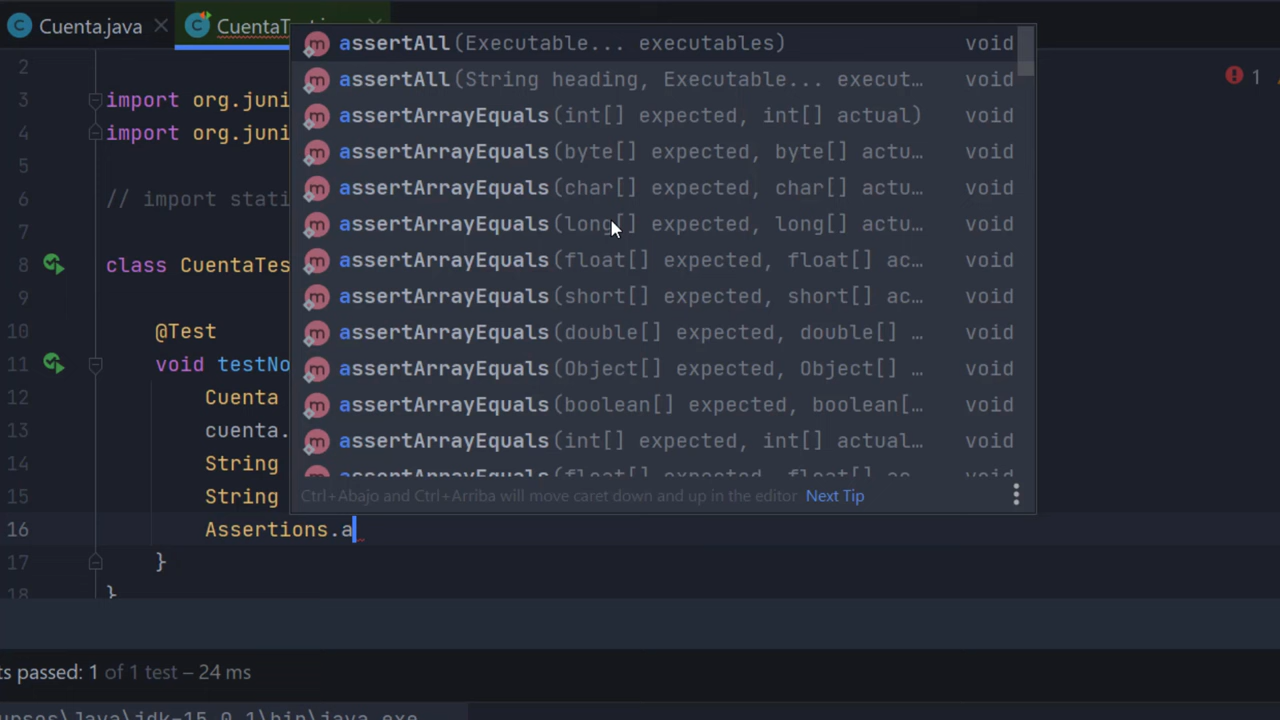 Cuenta.java CuentaTest.java
assertAll(Executable... executables) void
2 assertAll(String heading, Executable... execut… void
1
3 import org.juni assertArrayEquals(int[] expected, int[] actual) void
4 import org.juni assertArrayEquals(byte[] expected, byte[] actu… void
5 assertArrayEquals(char[] expected, char[] actu… void
6 // import stati assertArrayEquals(long[] expected, long[] actu… void
7 assertArrayEquals(float[] expected, float[] ac… void
8 class CuentaTes assertArrayEquals(short[] expected, short[] ac… void
9
10 @Test assertArrayEquals(double[] expected, double[] … void
11 void testNo assertArrayEquals(Object[] expected, Object[] … void
12 Cuenta assertArrayEquals(boolean[] expected, boolean[… void
13 cuenta. assertArrayEquals(int[] expected, int[] actual… void
14 String
15 String Ctrl+Abajo and Ctrl+Arriba will move caret down and up in the editor Next Tip
16 Assertions.a
17 }
18 }
ts passed: 1 of 1 test – 24 ms